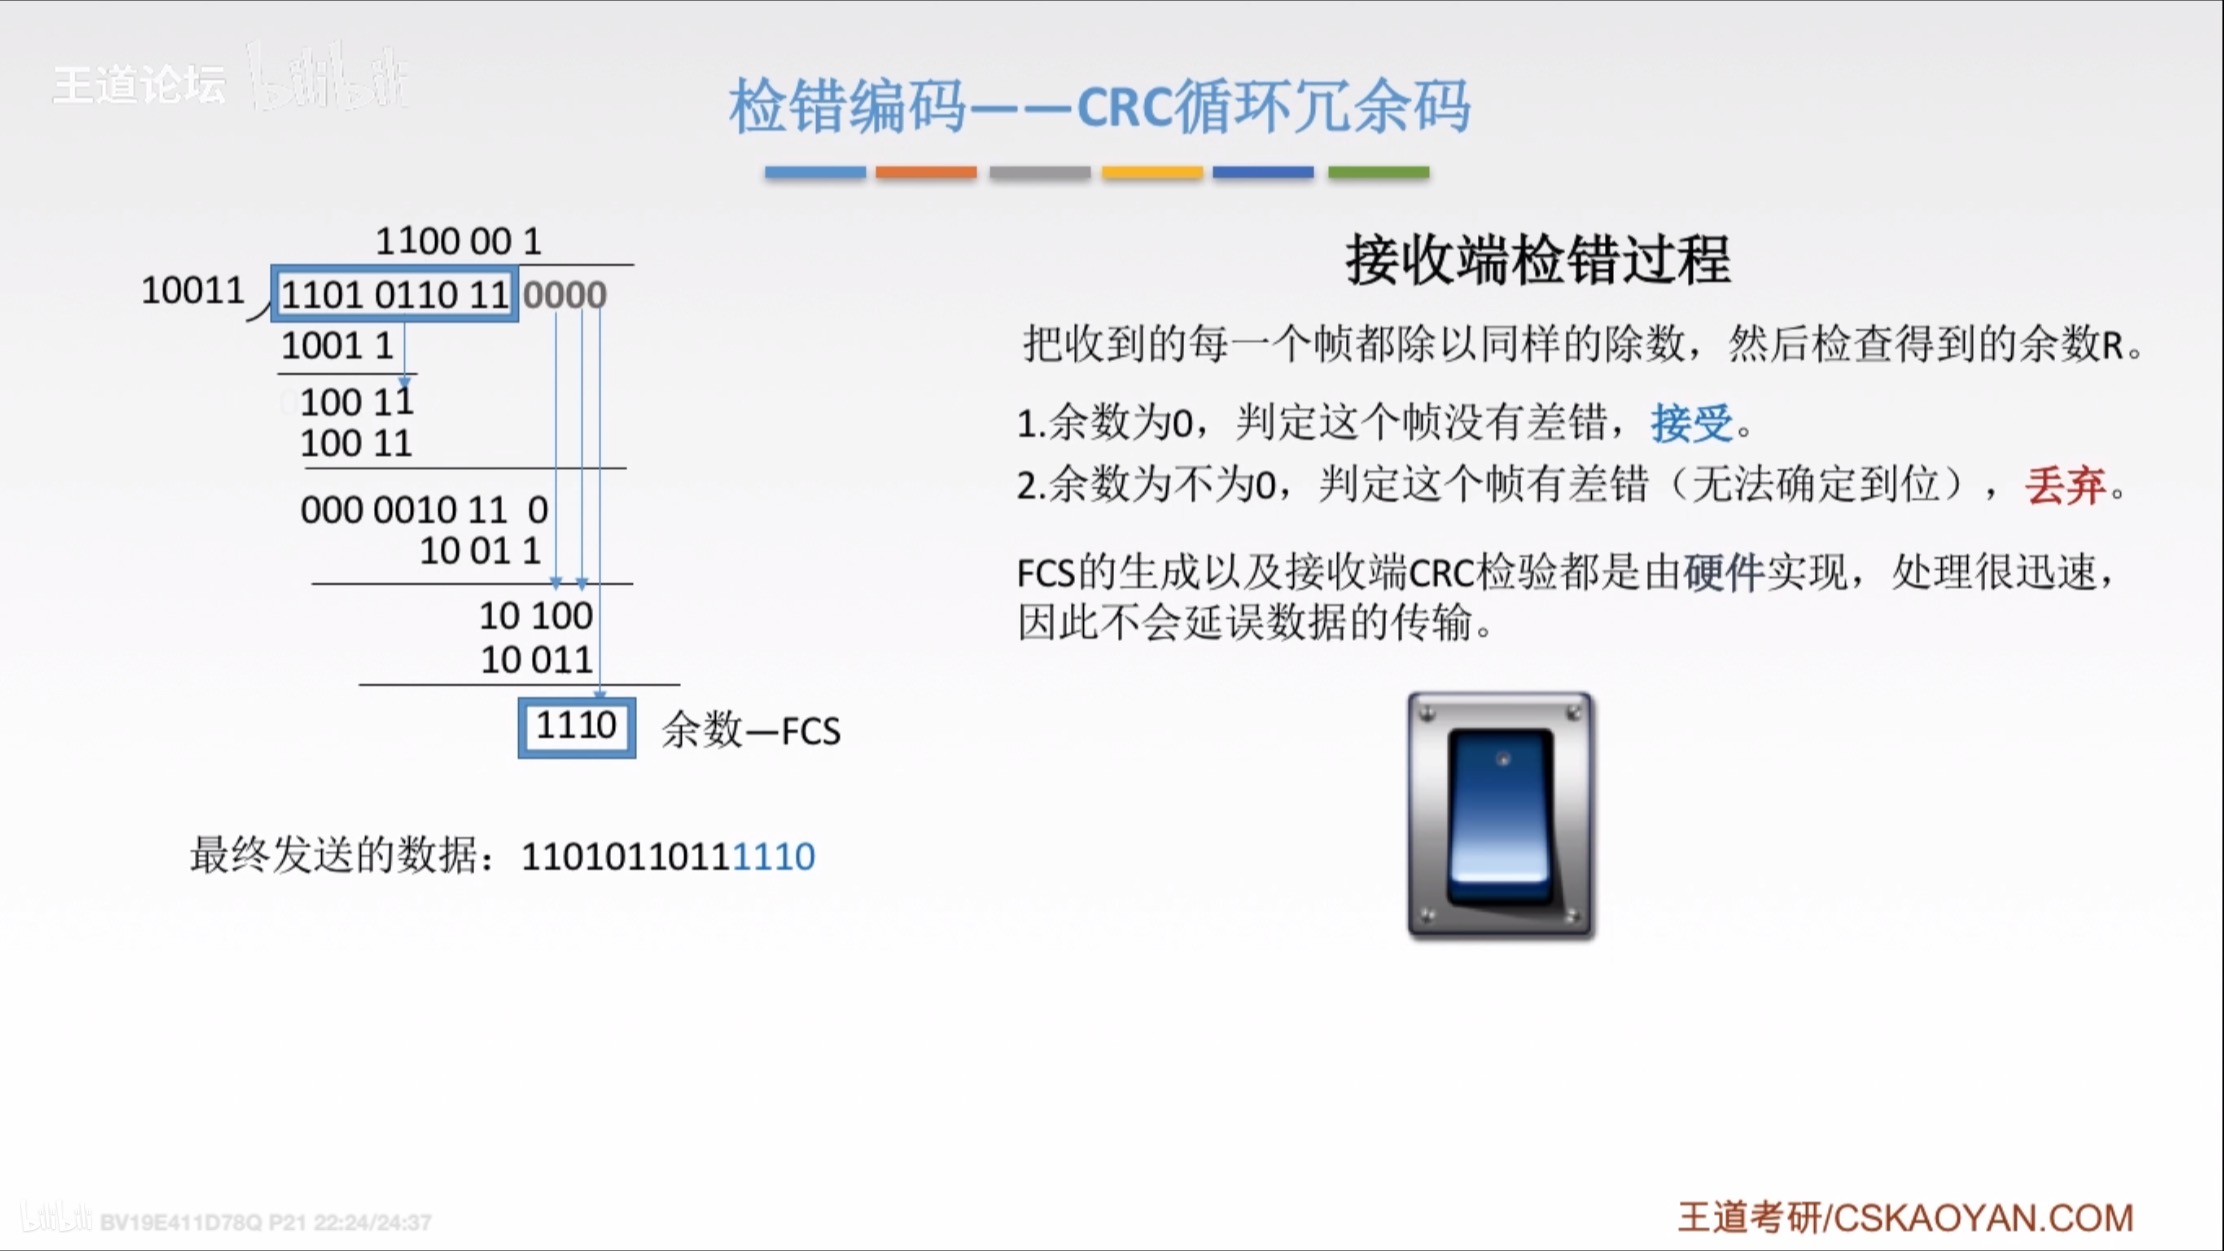 王道论坛 bilibili
检错编码——CRC循环冗余码
1100 00 1
10011 1101 0110 11 0000
1001 1
100 11
100 11
000 0010 11 0
10 01 1
10 100
10 011
1110 余数—FCS
最终发送的数据：11010110111110
接收端检错过程
把收到的每一个帧都除以同样的除数，然后检查得到的余数R。
1.余数为0，判定这个帧没有差错，接受。
2.余数为不为0，判定这个帧有差错（无法确定到位），丢弃。
FCS的生成以及接收端CRC检验都是由硬件实现，处理很迅速，
因此不会延误数据的传输。
bilibili BV19E411D78Q P21 22:24/24:37
王道考研/CSKAOYAN.COM